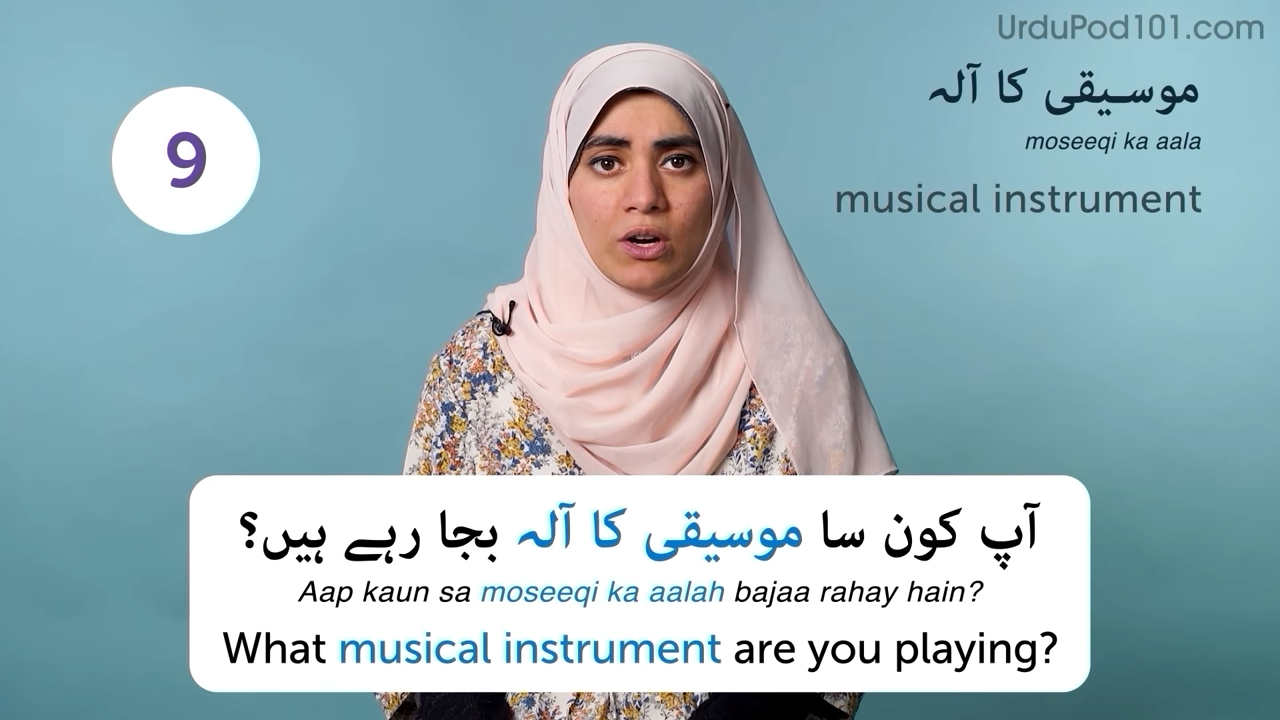 UrduPod101.com
9
موسیقی کا آلہ
moseeqi ka aala
musical instrument
آپ کون سا موسیقی کا آلہ بجا رہے ہیں؟
Aap kaun sa moseeqi ka aalah bajaa rahay hain?
What musical instrument are you playing?